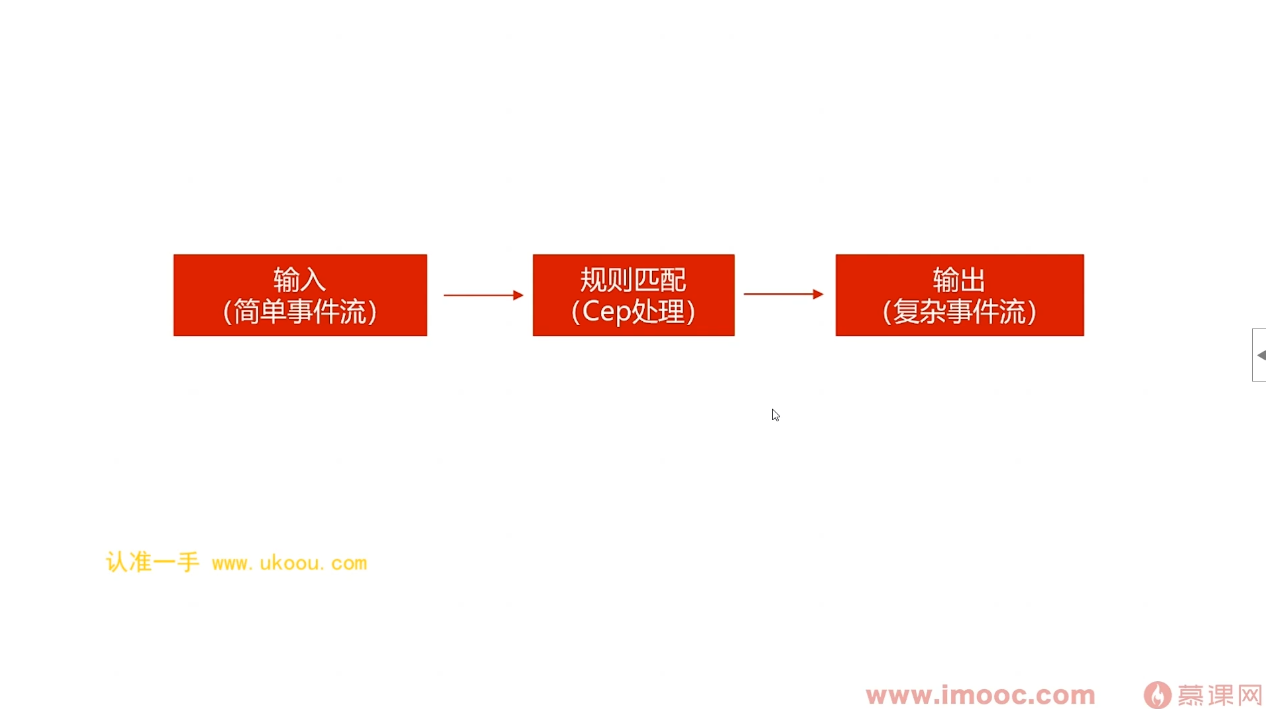 输入
（简单事件流）
规则匹配
（Cep处理）
输出
（复杂事件流）
认准一手 www.ukoou.com
www.imooc.com 慕课网